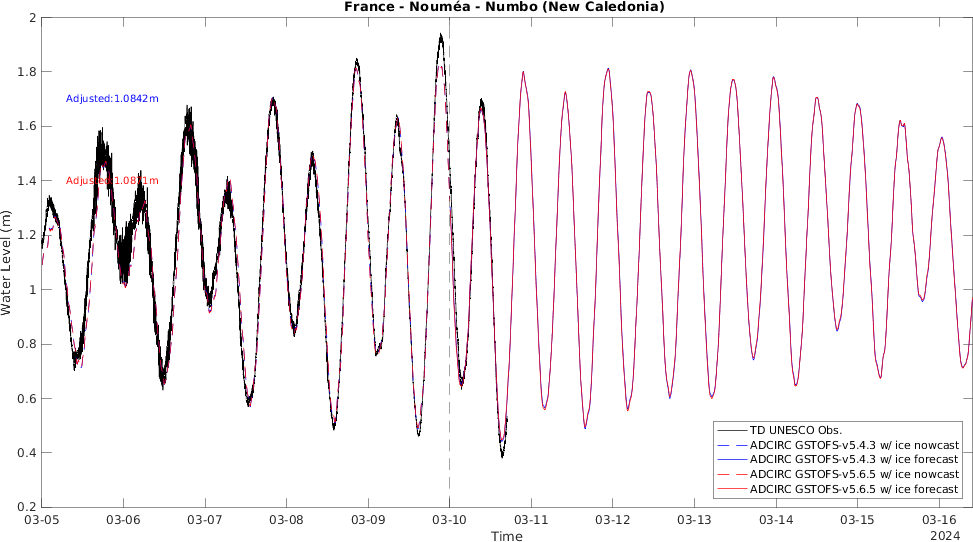 France - Nouméa - Numbo (New Caledonia)
2
1.8
1.6
1.4
1.2
1
0.8
0.6
0.4
0.2
Water Level (m)
Adjusted:1.0842m
TD UNESCO Obs.
ADCIRC GSTOFS-v5.4.3 w/ ice nowcast
ADCIRC GSTOFS-v5.4.3 w/ ice forecast
ADCIRC GSTOFS-v5.6.5 w/ ice nowcast
ADCIRC GSTOFS-v5.6.5 w/ ice forecast
03-05 03-06 03-07 03-08 03-09 03-10 03-11 03-12 03-13 03-14 03-15 03-16
Time
2024